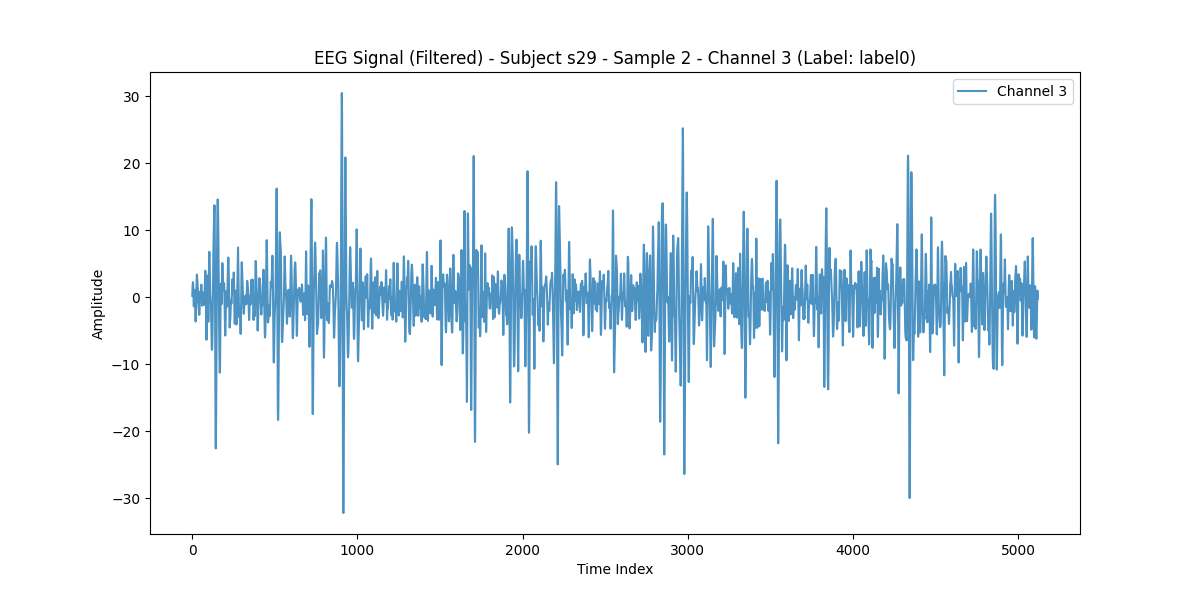 EEG Signal (Filtered) - Subject s29 - Sample 2 - Channel 3 (Label: label0)
Channel 3
30
20
10
0
−10
−20
−30
Amplitude
0 1000 2000 3000 4000 5000
Time Index